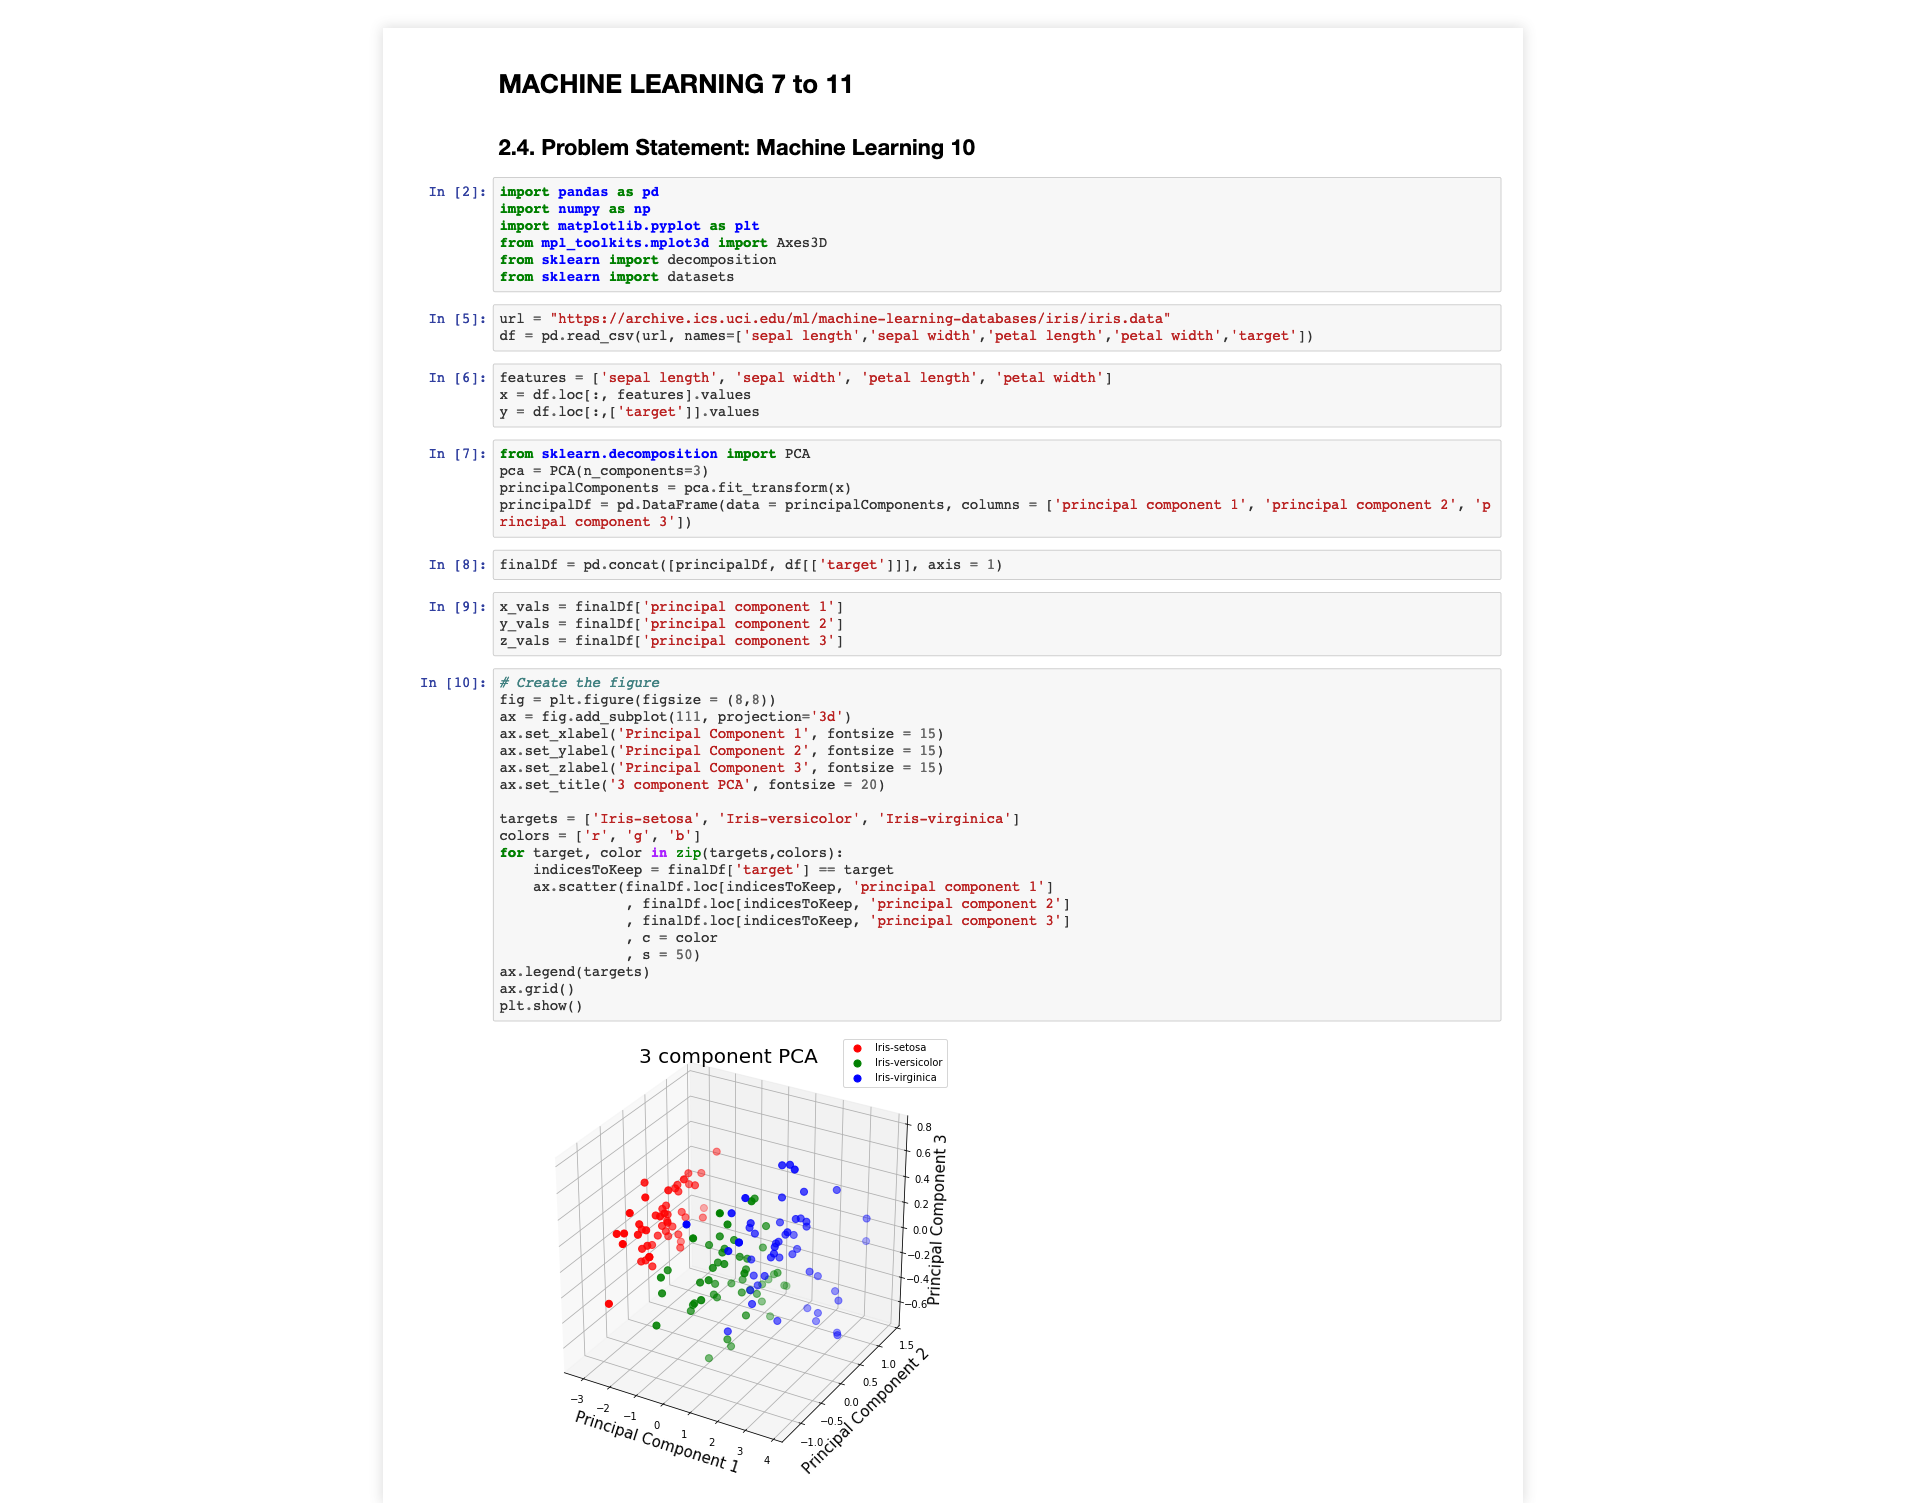 MACHINE LEARNING 7 to 11
2.4. Problem Statement: Machine Learning 10
In [2]:
import pandas as pd
import numpy as np
import matplotlib.pyplot as plt
from mpl_toolkits.mplot3d import Axes3D
from sklearn import decomposition
from sklearn import datasets
In [5]:
url = "https://archive.ics.uci.edu/ml/machine-learning-databases/iris/iris.data"
df = pd.read_csv(url, names=['sepal length','sepal width','petal length','petal width','target'])
In [6]:
features = ['sepal length', 'sepal width', 'petal length', 'petal width']
x = df.loc[:, features].values
y = df.loc[:,['target']].values
In [7]:
from sklearn.decomposition import PCA
pca = PCA(n_components=3)
principalComponents = pca.fit_transform(x)
principalDf = pd.DataFrame(data = principalComponents, columns = ['principal component 1', 'principal component 2', 'p
rincipal component 3'])
In [8]:
finalDf = pd.concat([principalDf, df[['target']]], axis = 1)
In [9]:
x_vals = finalDf['principal component 1']
y_vals = finalDf['principal component 2']
z_vals = finalDf['principal component 3']
In [10]:
# Create the figure
fig = plt.figure(figsize = (8,8))
ax = fig.add_subplot(111, projection='3d')
ax.set_xlabel('Principal Component 1', fontsize = 15)
ax.set_ylabel('Principal Component 2', fontsize = 15)
ax.set_zlabel('Principal Component 3', fontsize = 15)
ax.set_title('3 component PCA', fontsize = 20)
targets = ['Iris-setosa', 'Iris-versicolor', 'Iris-virginica']
colors = ['r', 'g', 'b']
for target, color in zip(targets,colors):
    indicesToKeep = finalDf['target'] == target
    ax.scatter(finalDf.loc[indicesToKeep, 'principal component 1']
               , finalDf.loc[indicesToKeep, 'principal component 2']
               , finalDf.loc[indicesToKeep, 'principal component 3']
               , c = color
               , s = 50)
ax.legend(targets)
ax.grid()
plt.show()
3 component PCA
Iris-setosa
Iris-versicolor
Iris-virginica
0.8
0.6
0.4
0.2
0.0
−0.2
−0.4
−0.6
Principal Component 3
1.5
1.0
0.5
0.0
−0.5
−1.0
Principal Component 2
−3
−2
−1
0
1
2
3
4
Principal Component 1